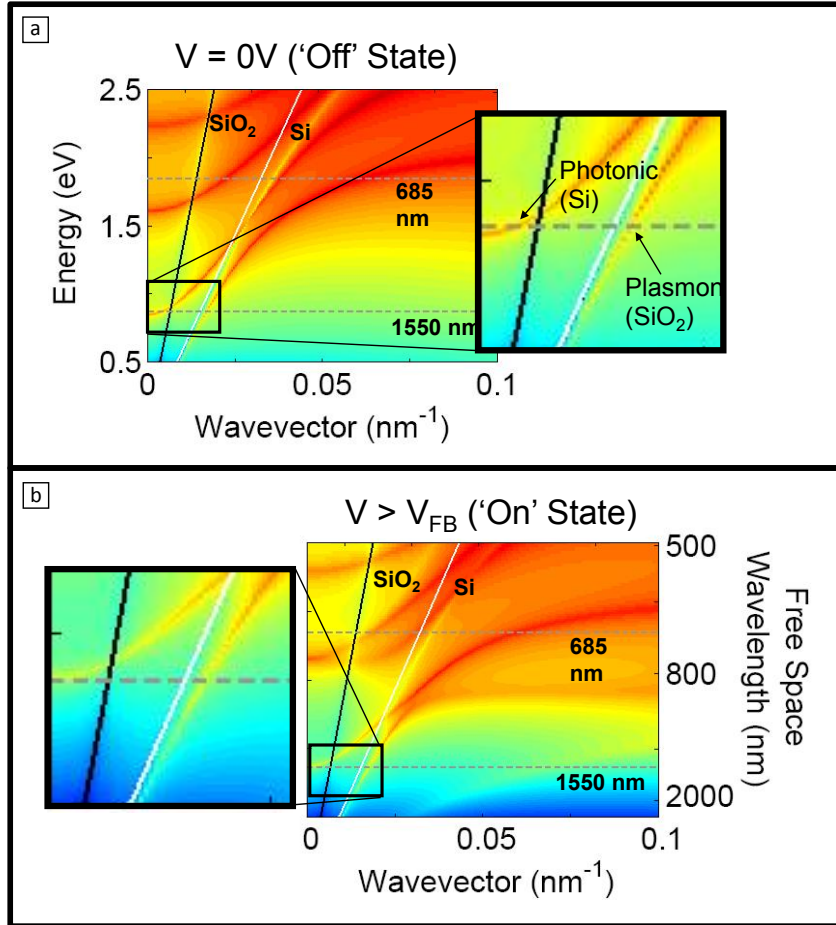 a
V = 0V (‘Off’ State)
2.5
1.5
0.5
Energy (eV)
SiO₂
Si
685
nm
1550 nm
Photonic
(Si)
Plasmon
(SiO₂)
0
0.05
0.1
Wavevector (nm⁻¹)
b
V > V_FB (‘On’ State)
SiO₂
Si
685
nm
1550 nm
500
800
2000
Free Space
Wavelength (nm)
0
0.05
0.1
Wavevector (nm⁻¹)